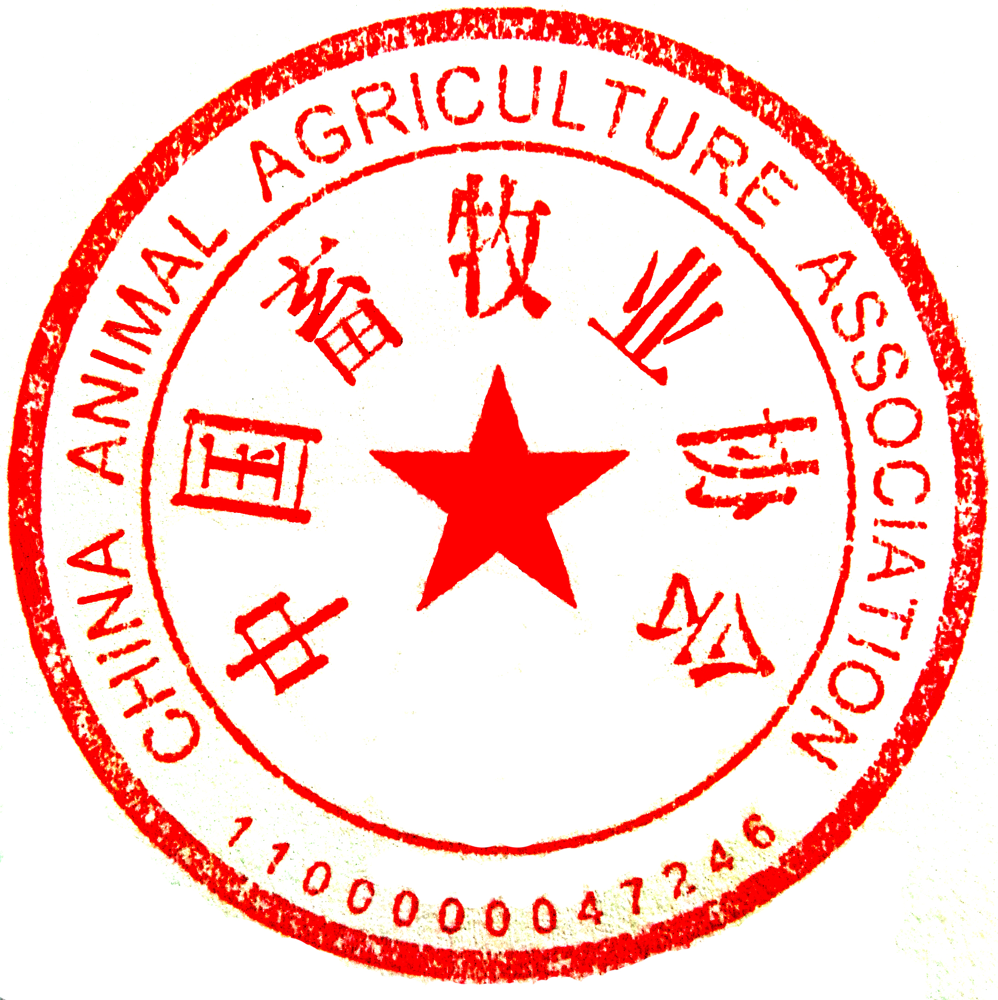 CHINA ANIMAL AGRICULTURE ASSOCIATION
中国畜牧业协会
1100000047246